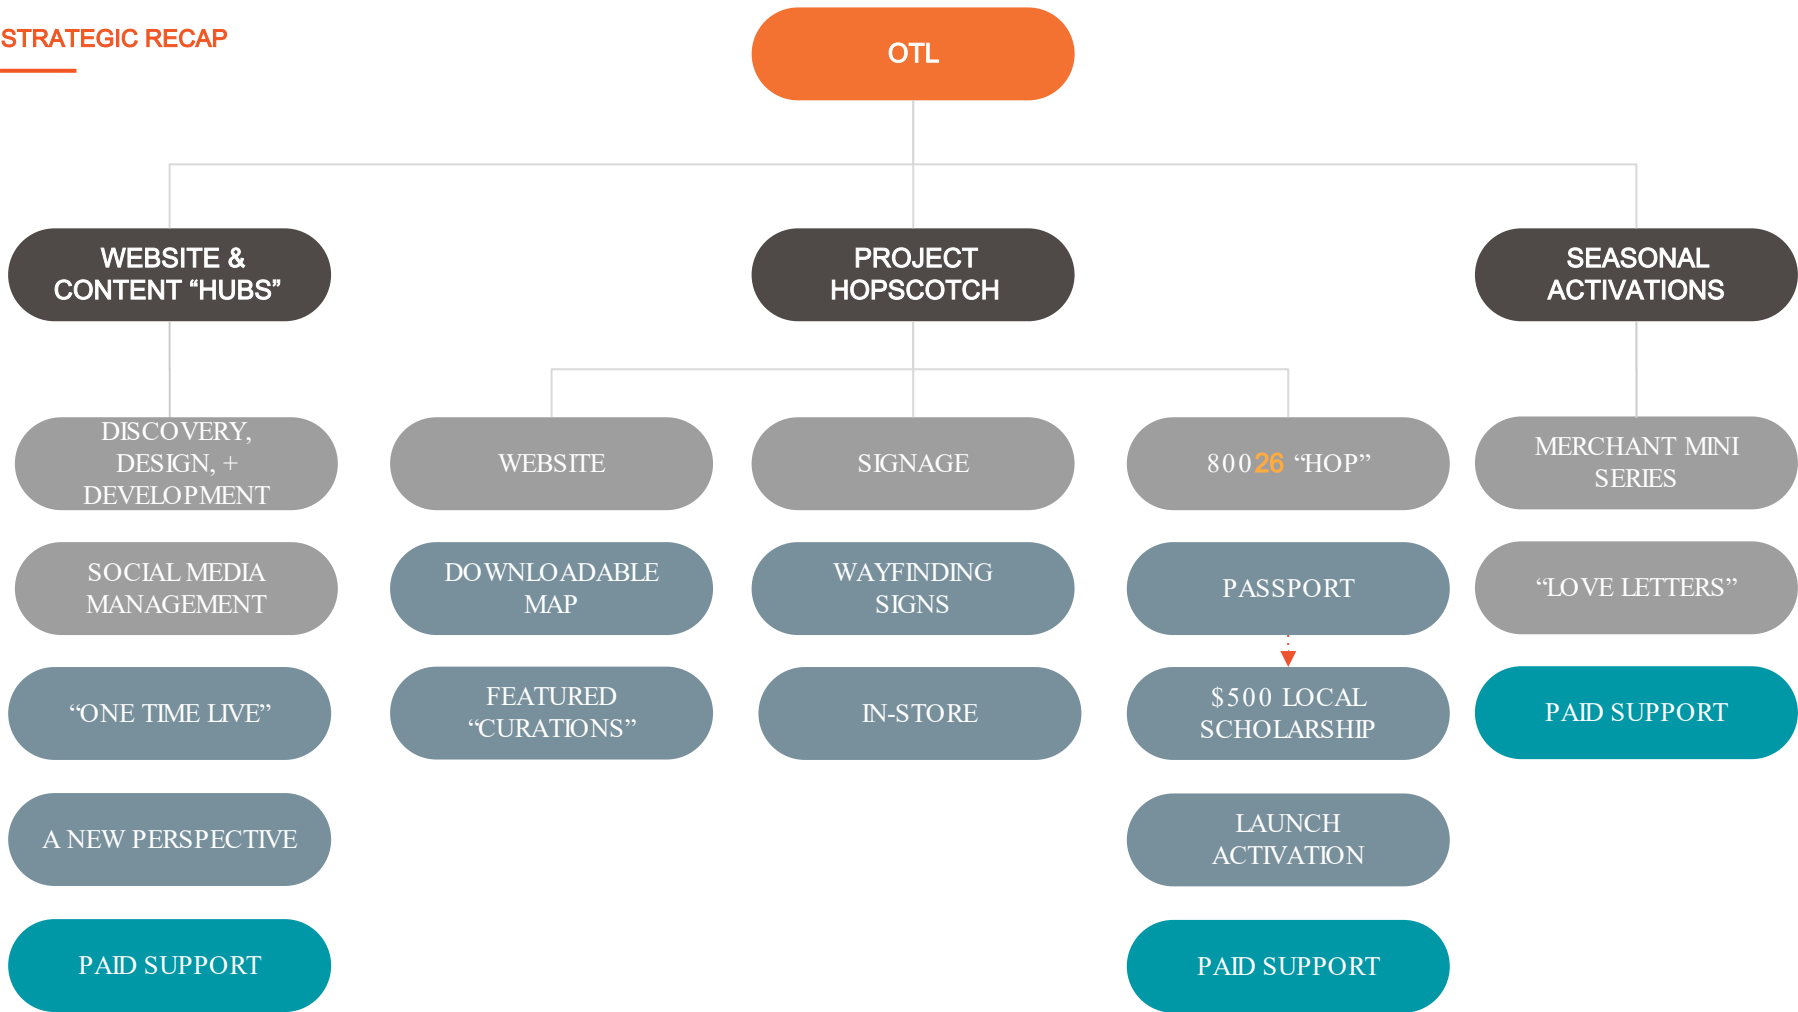 STRATEGIC RECAP
OTL
WEBSITE &
CONTENT “HUBS”
PROJECT
HOPSCOTCH
SEASONAL
ACTIVATIONS
DISCOVERY,
DESIGN, +
DEVELOPMENT
SOCIAL MEDIA
MANAGEMENT
“ONE TIME LIVE”
A NEW PERSPECTIVE
PAID SUPPORT
WEBSITE
DOWNLOADABLE
MAP
FEATURED
“CURATIONS”
SIGNAGE
WAYFINDING
SIGNS
IN-STORE
80026 “HOP”
PASSPORT
$500 LOCAL
SCHOLARSHIP
LAUNCH
ACTIVATION
PAID SUPPORT
MERCHANT MINI
SERIES
“LOVE LETTERS”
PAID SUPPORT